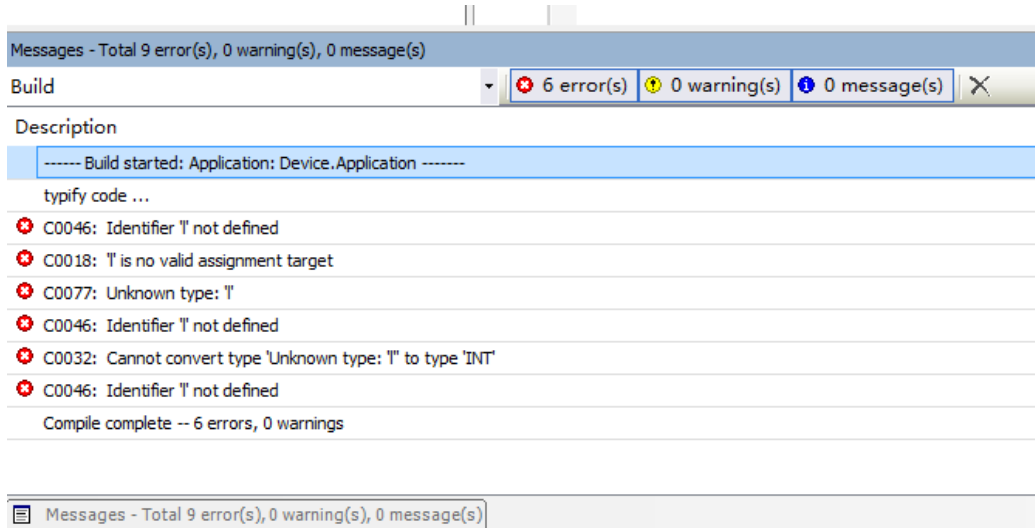 Messages - Total 9 error(s), 0 warning(s), 0 message(s)
Build 6 error(s) 0 warning(s) 0 message(s)
Description
------ Build started: Application: Device.Application -------
typify code ...
C0046: Identifier 'l' not defined
C0018: 'l' is no valid assignment target
C0077: Unknown type: 'l'
C0046: Identifier 'l' not defined
C0032: Cannot convert type 'Unknown type: 'l'' to type 'INT'
C0046: Identifier 'l' not defined
Compile complete -- 6 errors, 0 warnings
Messages - Total 9 error(s), 0 warning(s), 0 message(s)